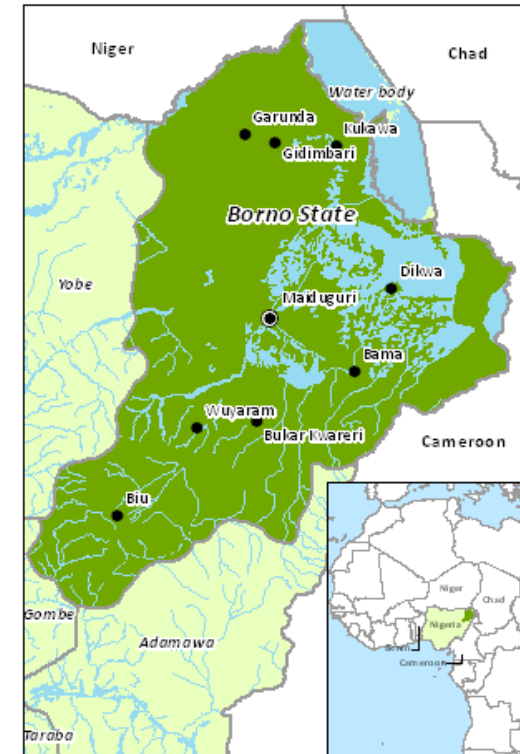 Niger
Chad
Water body
Garunda
Kukawa
Gidimbari
Borno State
Yobe
Dikwa
Maiduguri
Bama
Wuyaram
Bukar Kwareri
Cameroon
Biu
Niger
Chad
Gombe
Nigeria
Adamawa
Benin
Cameroon
Taraba